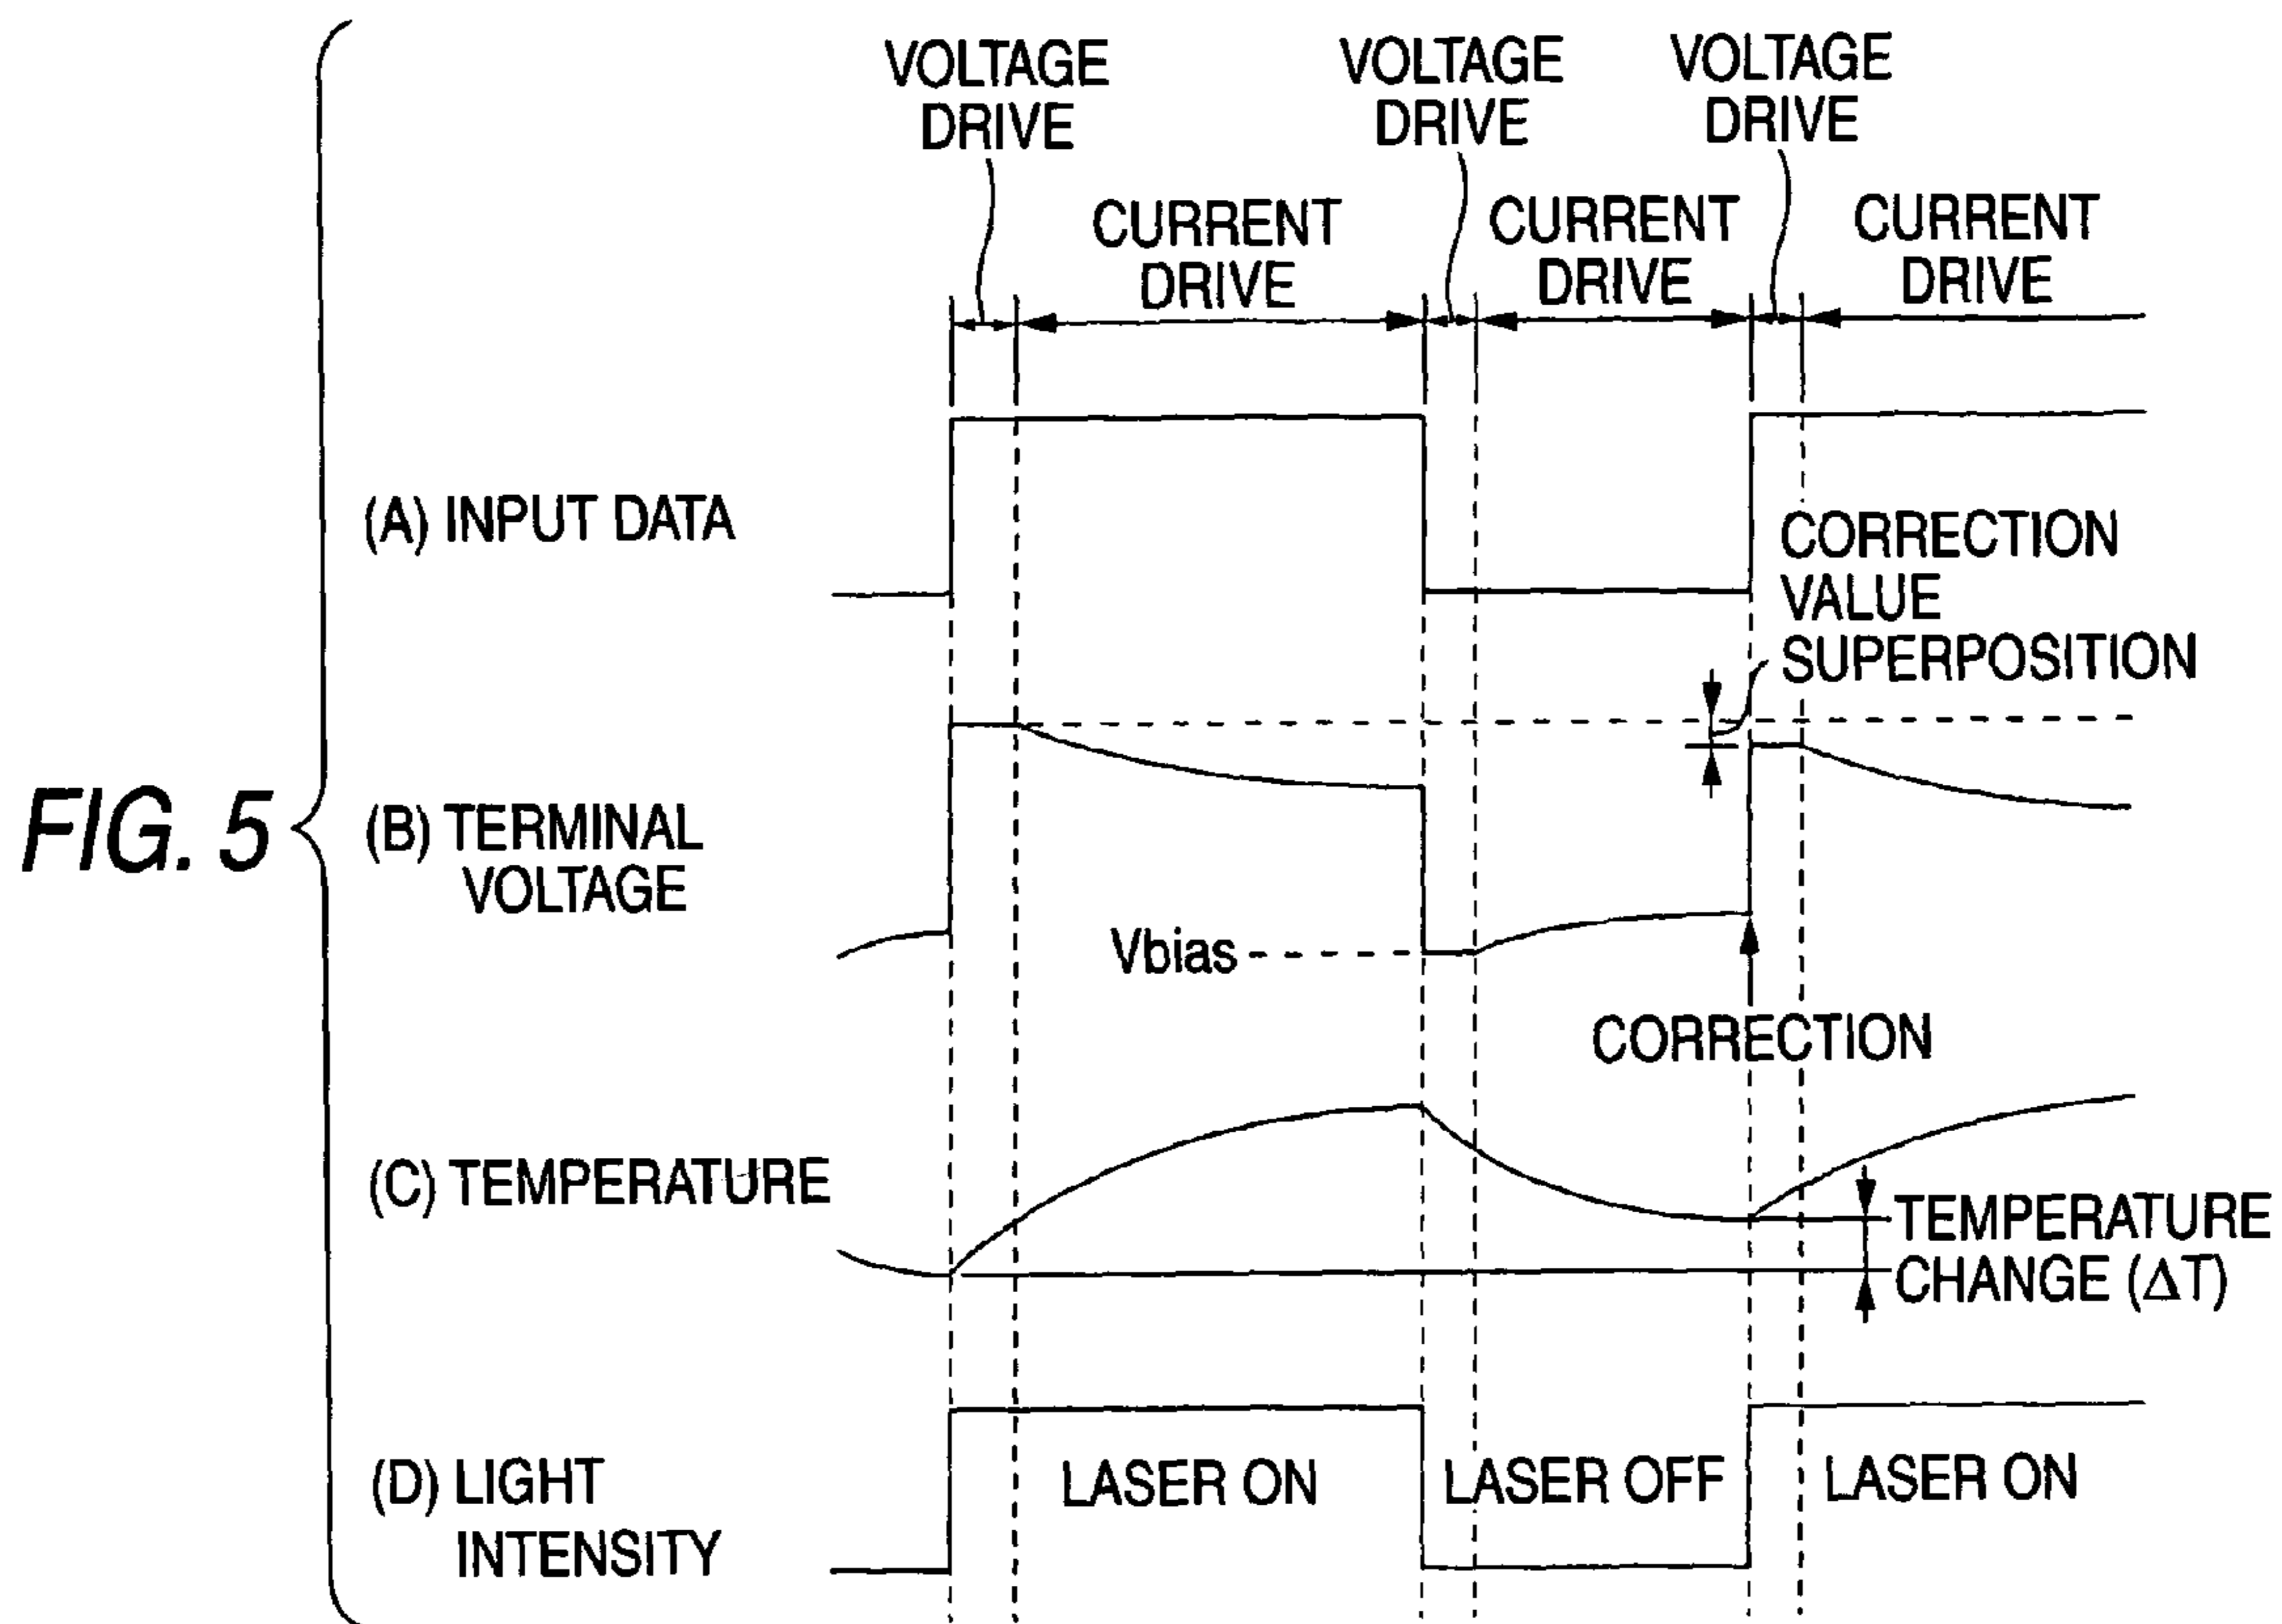 VOLTAGE
DRIVE
VOLTAGE
DRIVE
VOLTAGE
DRIVE
CURRENT
DRIVE
CURRENT
DRIVE
CURRENT
DRIVE
(A) INPUT DATA
CORRECTION
VALUE
SUPERPOSITION
FIG. 5
(B) TERMINAL
VOLTAGE
Vbias
CORRECTION
(C) TEMPERATURE
TEMPERATURE
CHANGE (ΔT)
(D) LIGHT
INTENSITY
LASER ON
LASER OFF
LASER ON